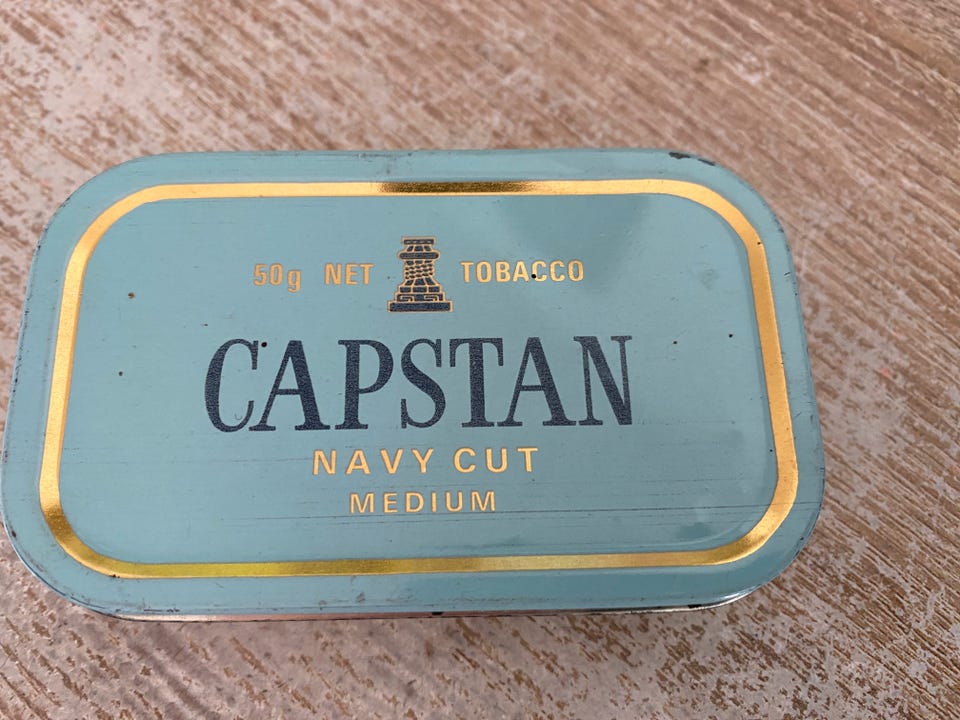 50g NET TOBACCO
CAPSTAN
NAVY CUT
MEDIUM